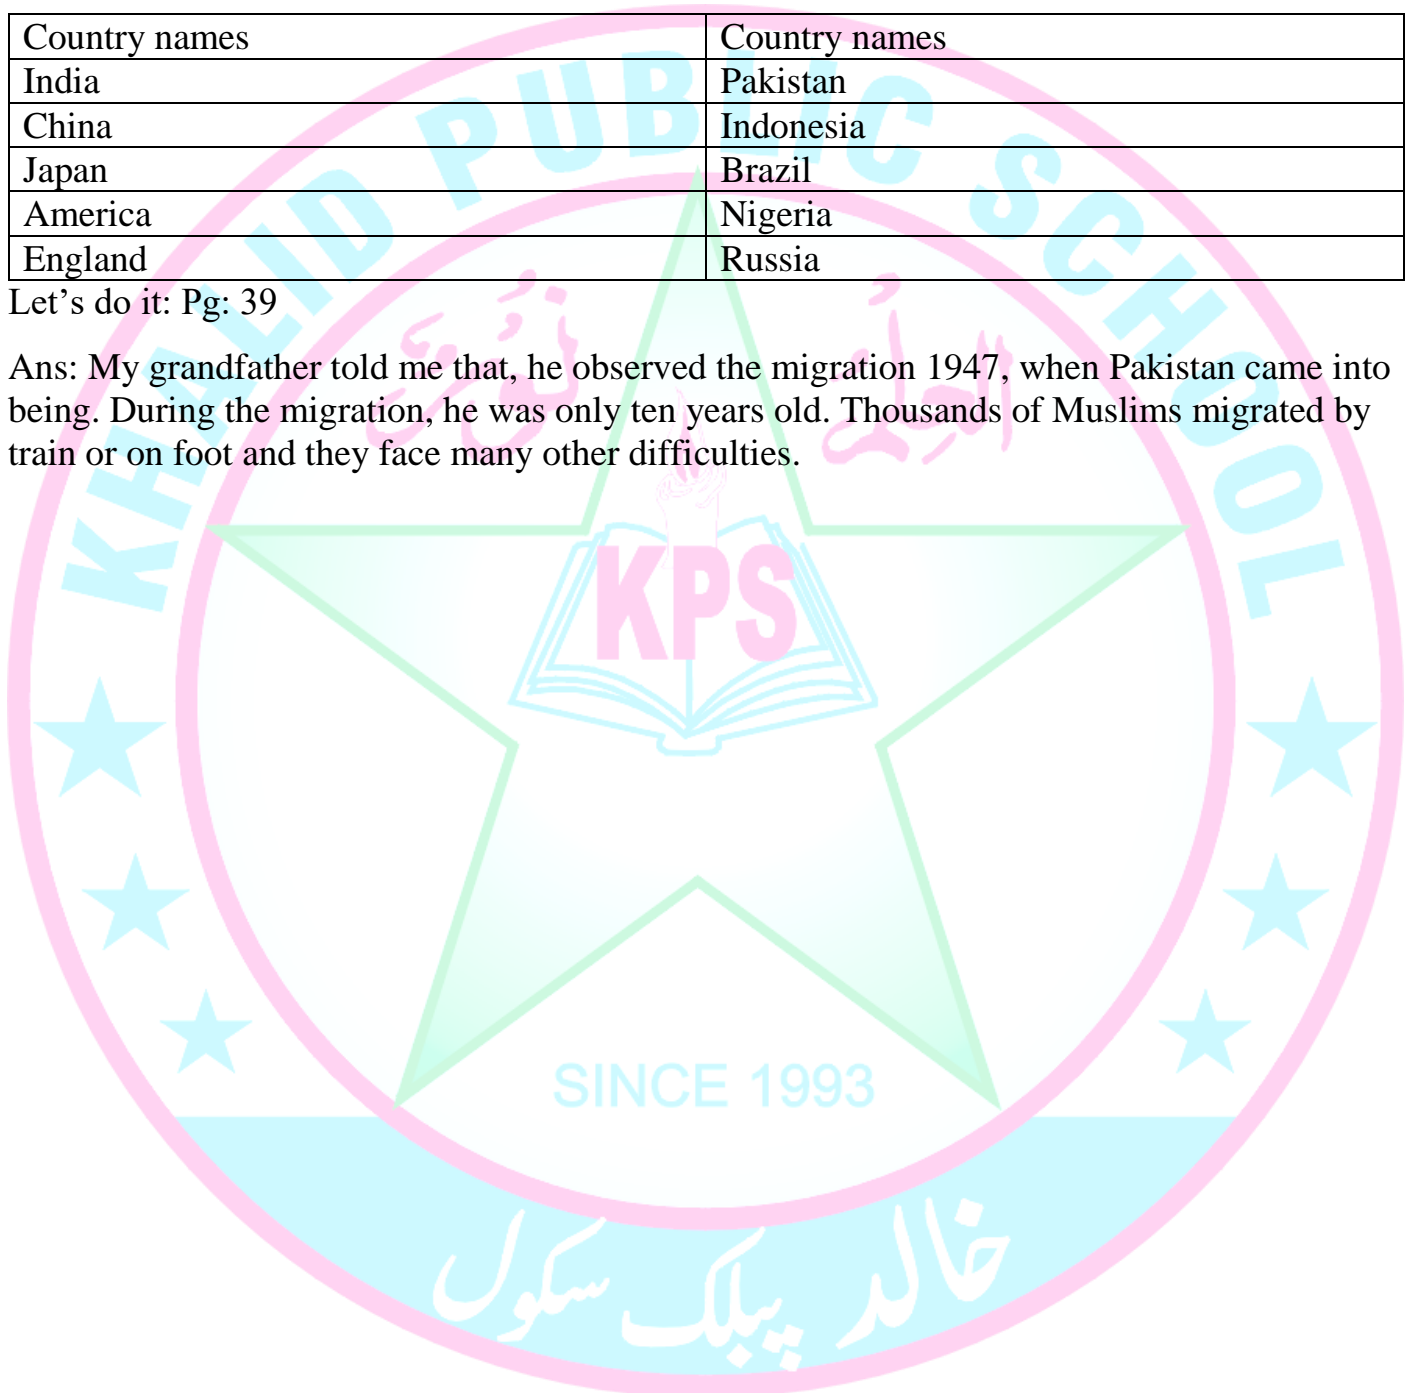 Country names Country names
India Pakistan
China Indonesia
Japan Brazil
America Nigeria
England Russia
Let’s do it: Pg: 39
Ans: My grandfather told me that, he observed the migration 1947, when Pakistan came into
being. During the migration, he was only ten years old. Thousands of Muslims migrated by
train or on foot and they face many other difficulties.
KHALID PUBLIC SCHOOL
العِلمُ نُورٌ
KPS
SINCE 1993
خالد پبلک سکول